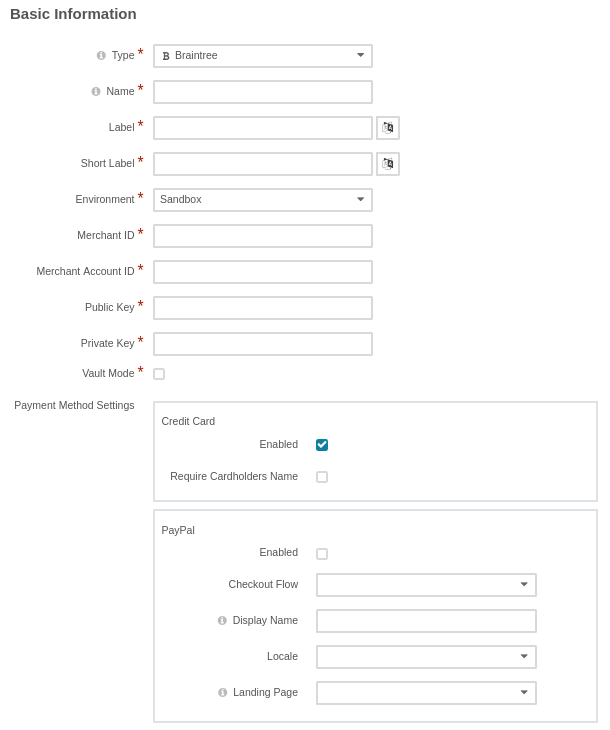 Basic Information
Type *
Braintree
Name *
Label *
Short Label *
Environment *
Sandbox
Merchant ID *
Merchant Account ID *
Public Key *
Private Key *
Vault Mode *
Payment Method Settings
Credit Card
Enabled
Require Cardholders Name
PayPal
Enabled
Checkout Flow
Display Name
Locale
Landing Page